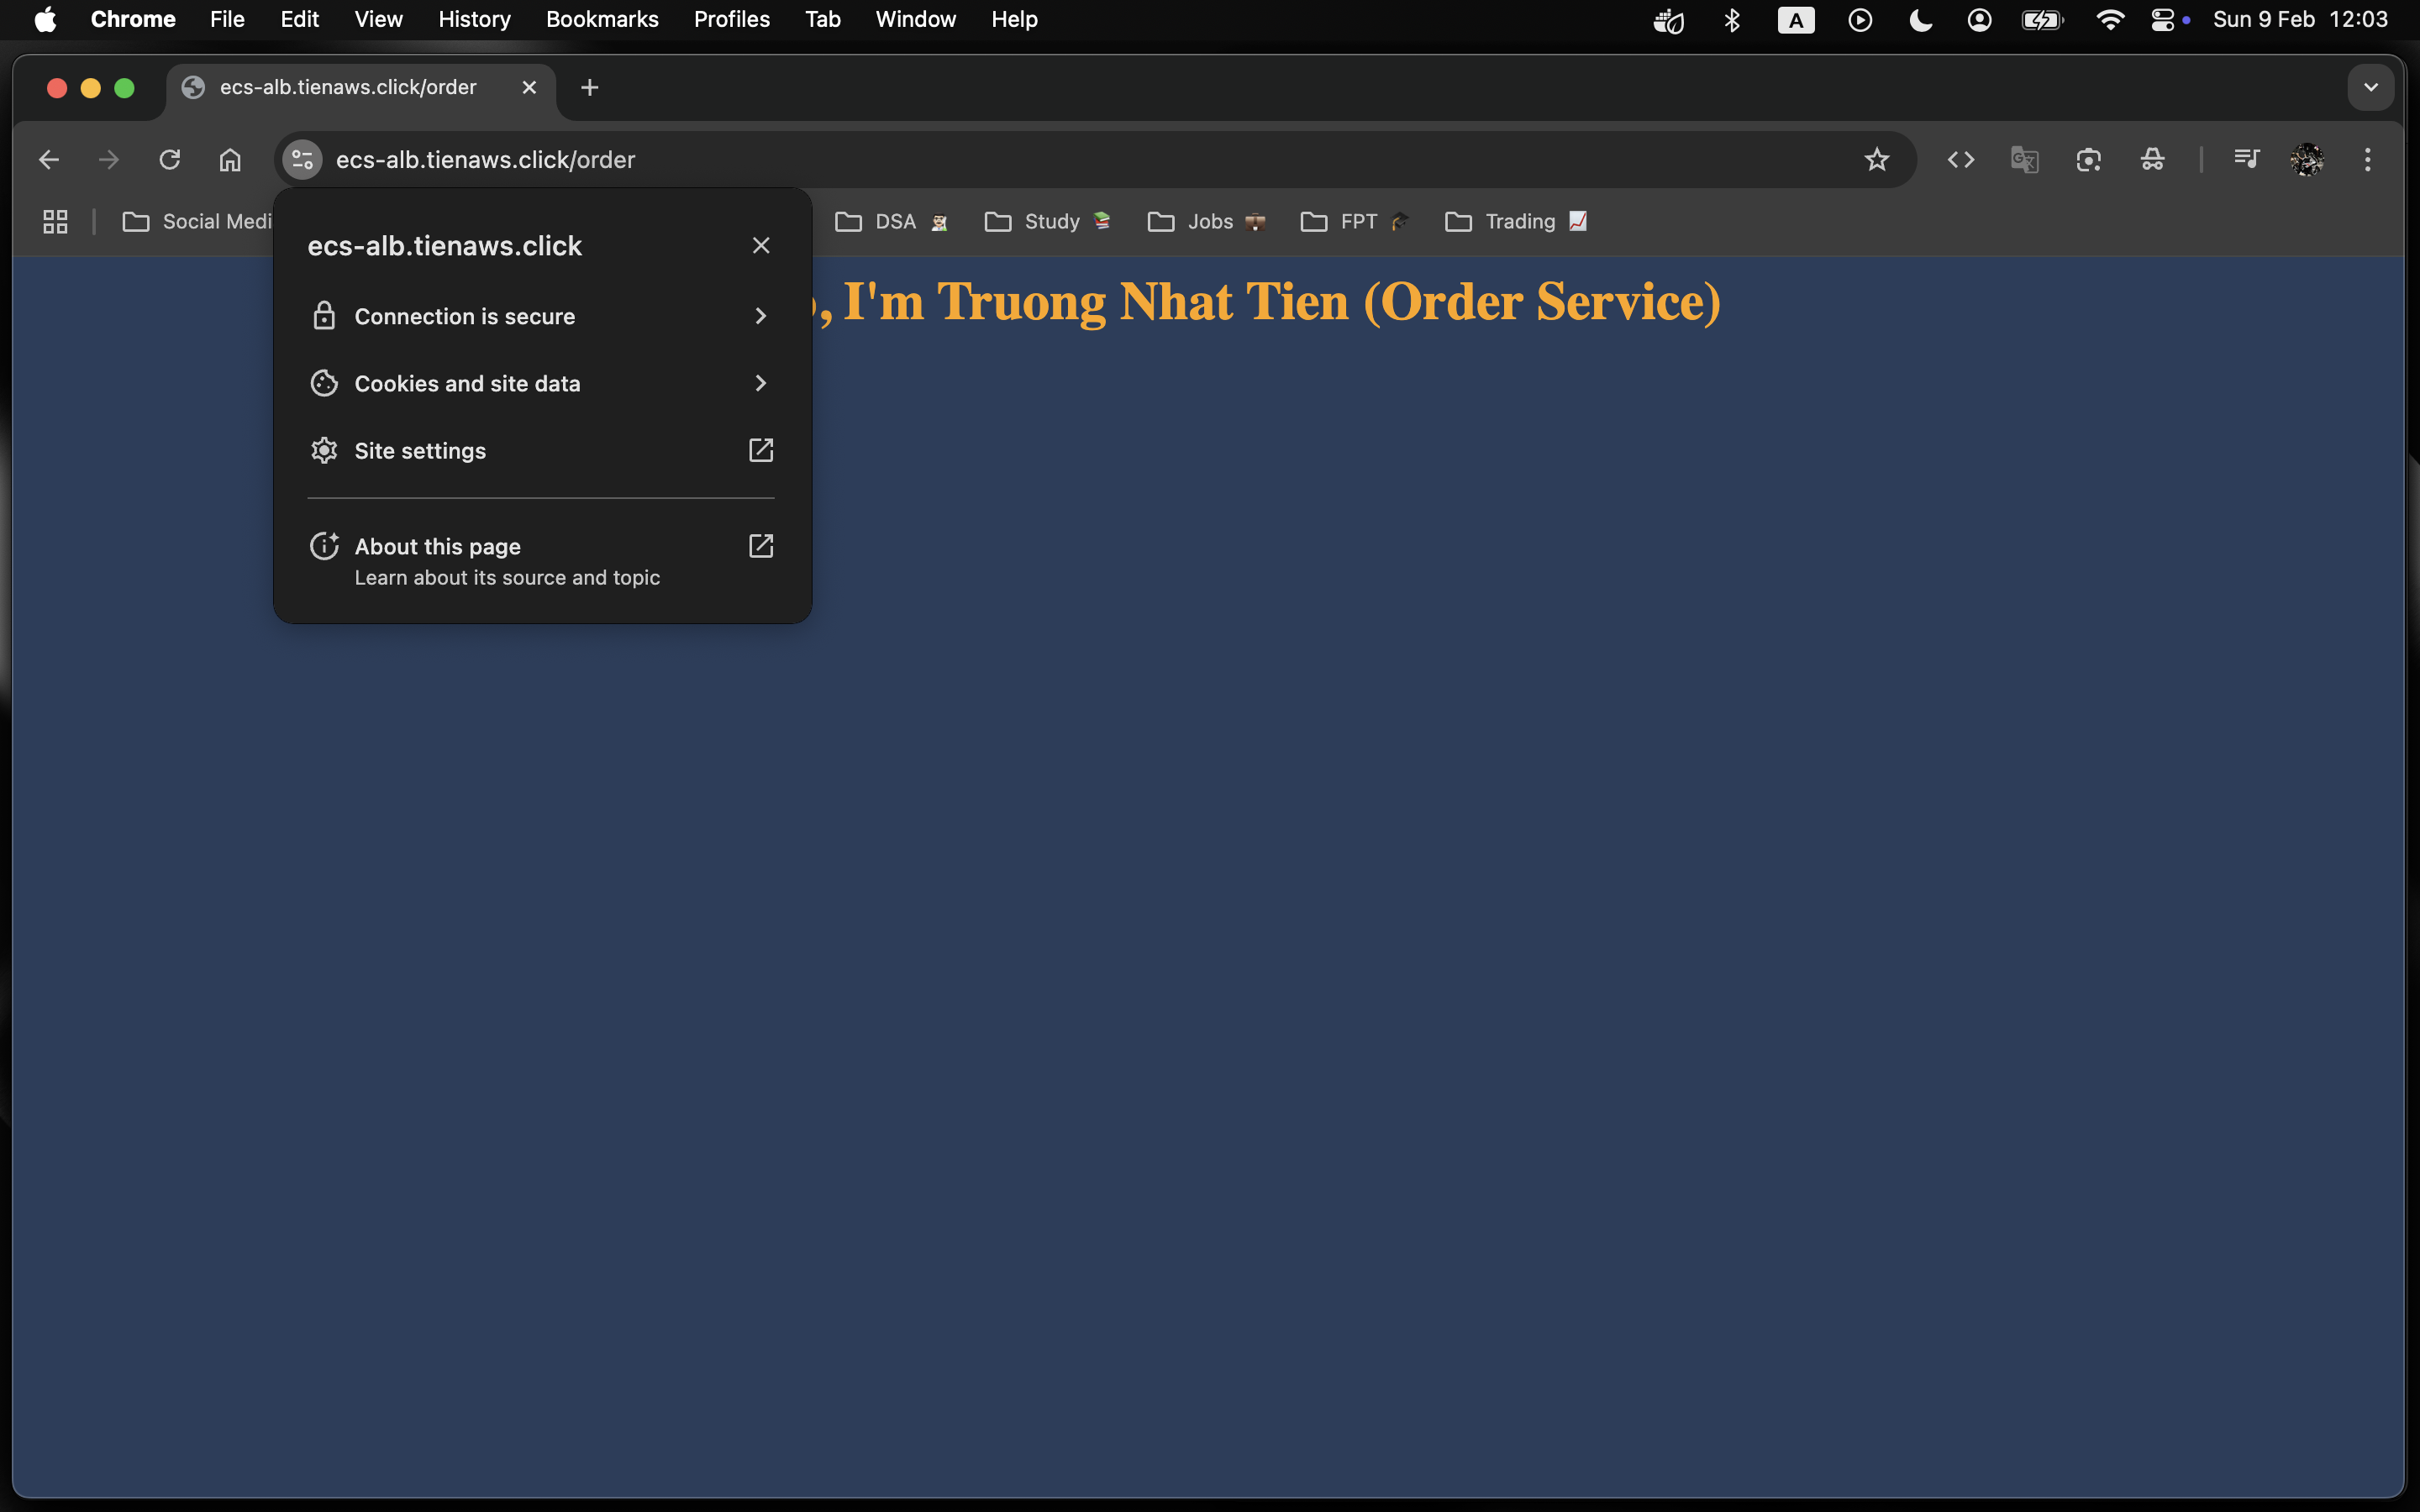 Chrome File Edit View History Bookmarks Profiles Tab Window Help A Sun 9 Feb 12:03
ecs-alb.tienaws.click/order
ecs-alb.tienaws.click/order
Social Medi DSA Study Jobs FPT Trading
ecs-alb.tienaws.click
, I'm Truong Nhat Tien (Order Service)
Connection is secure
Cookies and site data
Site settings
About this page
Learn about its source and topic